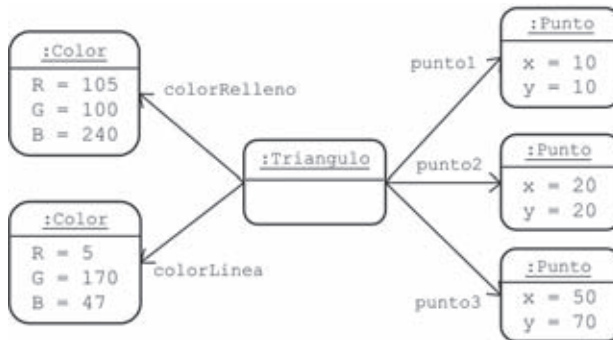 :Color
R = 105
G = 100
B = 240
colorRelleno
:Color
R = 5
G = 170
B = 47
colorLinea
:Triangulo
punto1
:Punto
x = 10
y = 10
punto2
:Punto
x = 20
y = 20
punto3
:Punto
x = 50
y = 70